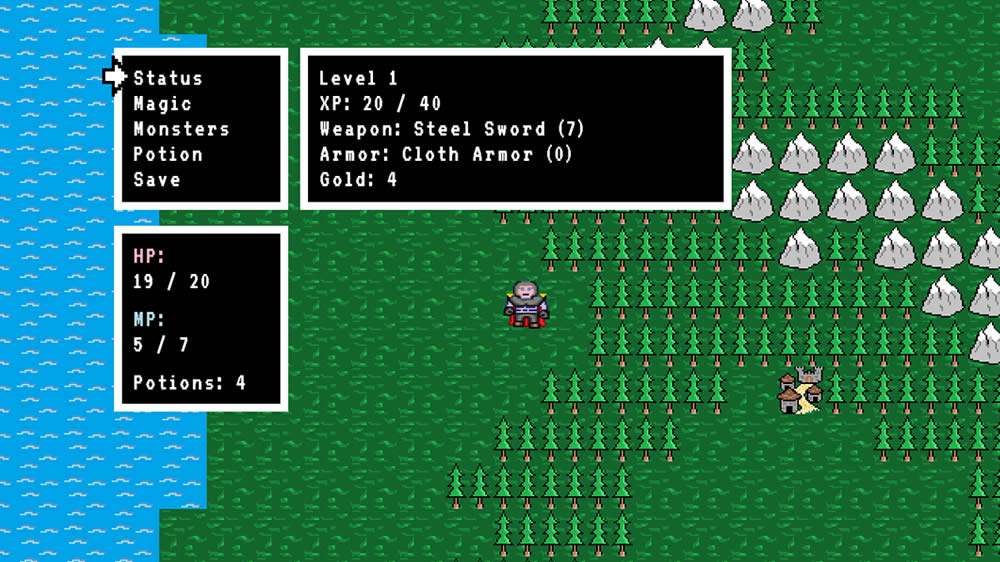 Status
Magic
Monsters
Potion
Save
Level 1
XP: 20 / 40
Weapon: Steel Sword (7)
Armor: Cloth Armor (0)
Gold: 4
HP:
19 / 20
MP:
5 / 7
Potions: 4